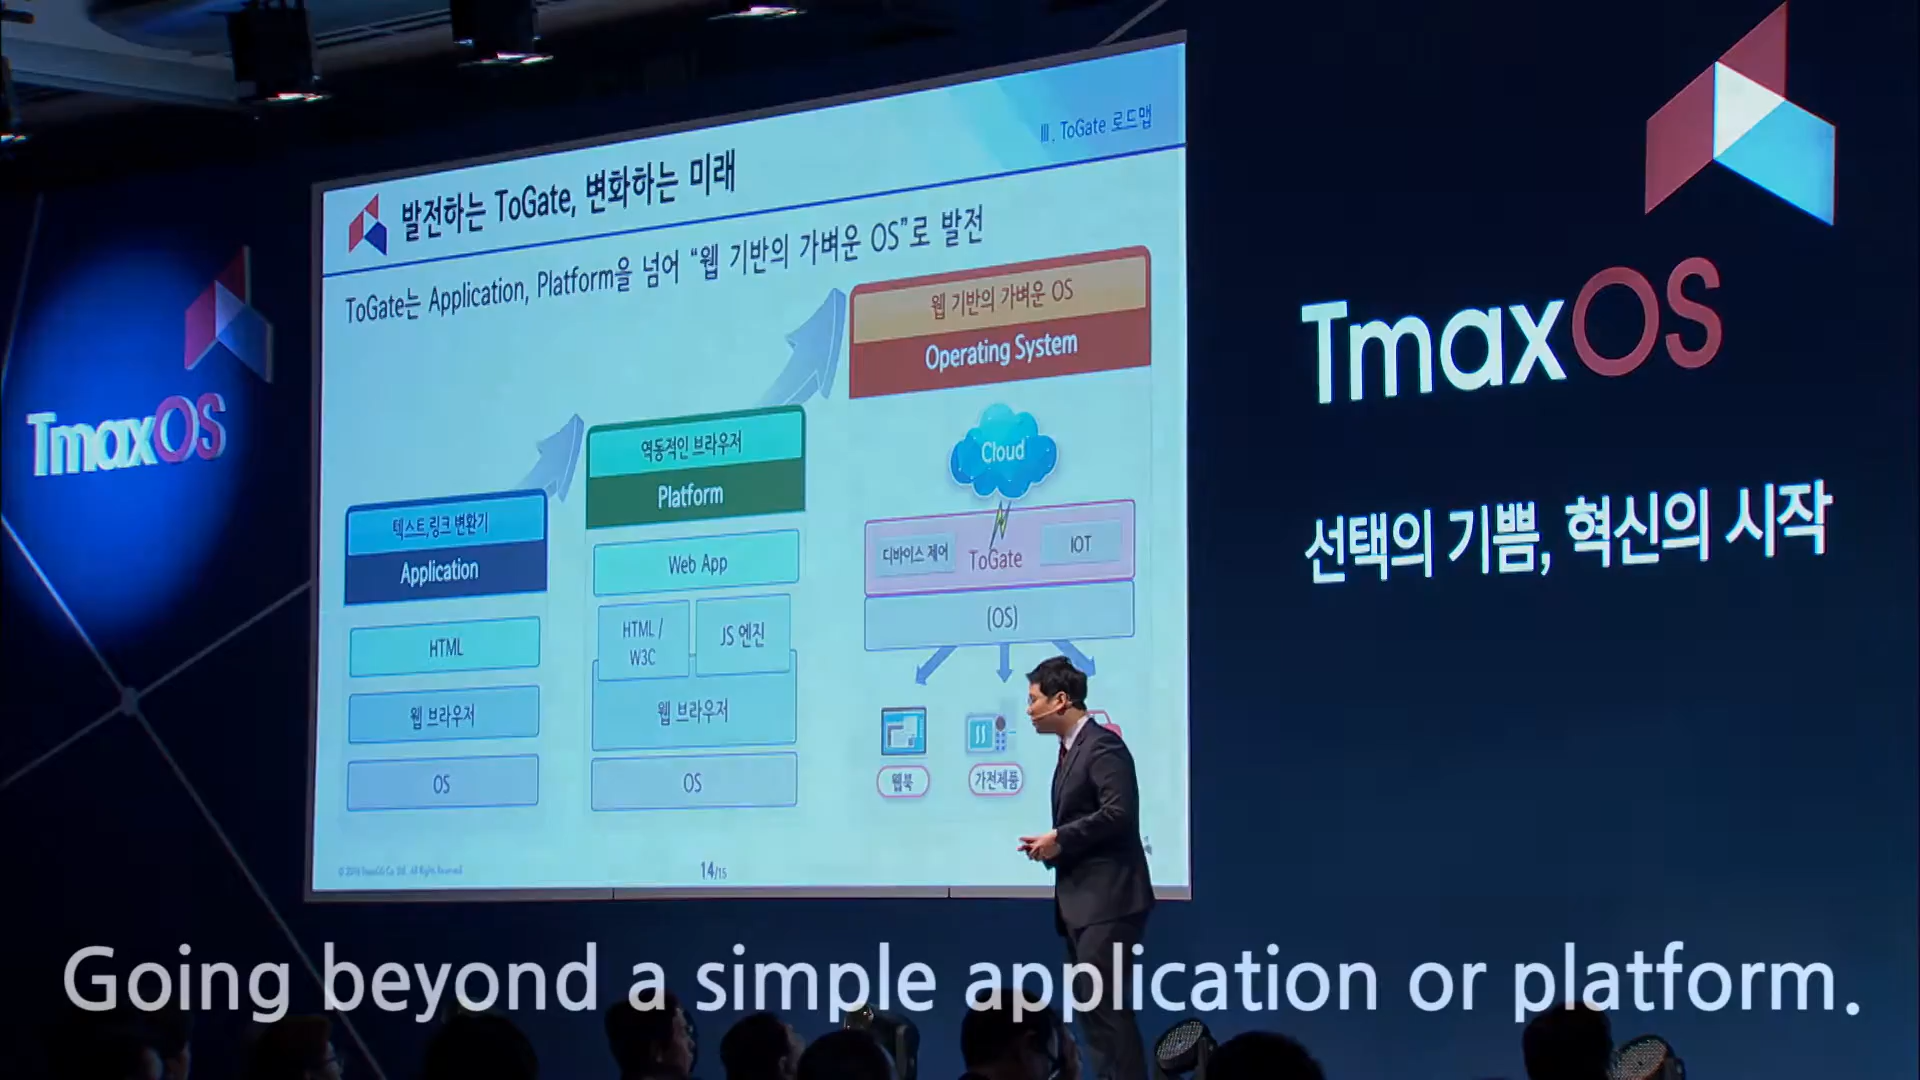 III. ToGate 로드맵
발전하는 ToGate, 변화하는 미래
ToGate는 Application, Platform을 넘어 “웹 기반의 가벼운 OS”로 발전
텍스트,링크 변환기
Application
HTML
웹 브라우저
OS
역동적인 브라우저
Platform
Web App
HTML /
W3C
JS 엔진
웹 브라우저
OS
웹 기반의 가벼운 OS
Operating System
Cloud
디바이스 제어
ToGate
IOT
(OS)
웹북
가전제품
14/15
TmaxOS
TmaxOS
선택의 기쁨, 혁신의 시작
Going beyond a simple application or platform.